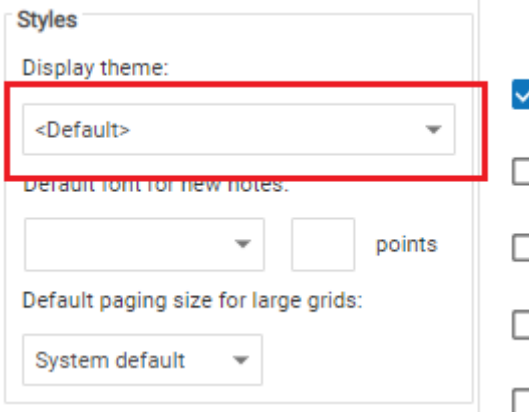 Styles
Display theme:
<Default>
Default font for new notes:
points
Default paging size for large grids:
System default